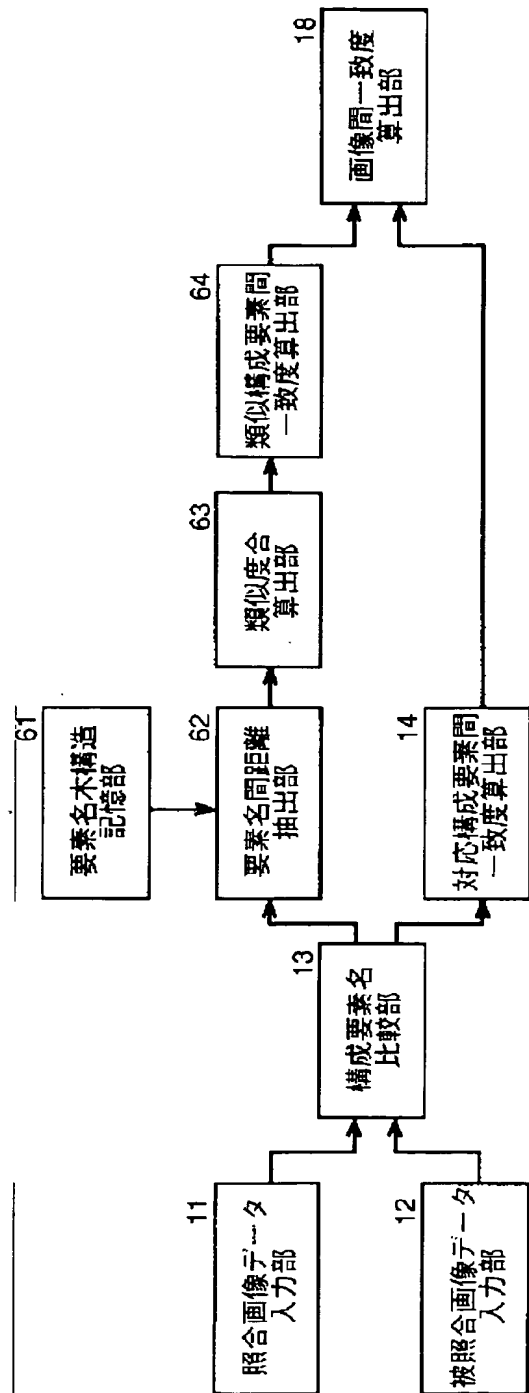 11
照合画像データ
入力部
12
被照合画像データ
入力部
13
構成要素名
比較部
61
要素名木構造
記憶部
62
要素名間距離
抽出部
63
類似度合
算出部
64
類似構成要素間
一致度算出部
14
対応構成要素間
一致度算出部
18
画像間一致度
算出部